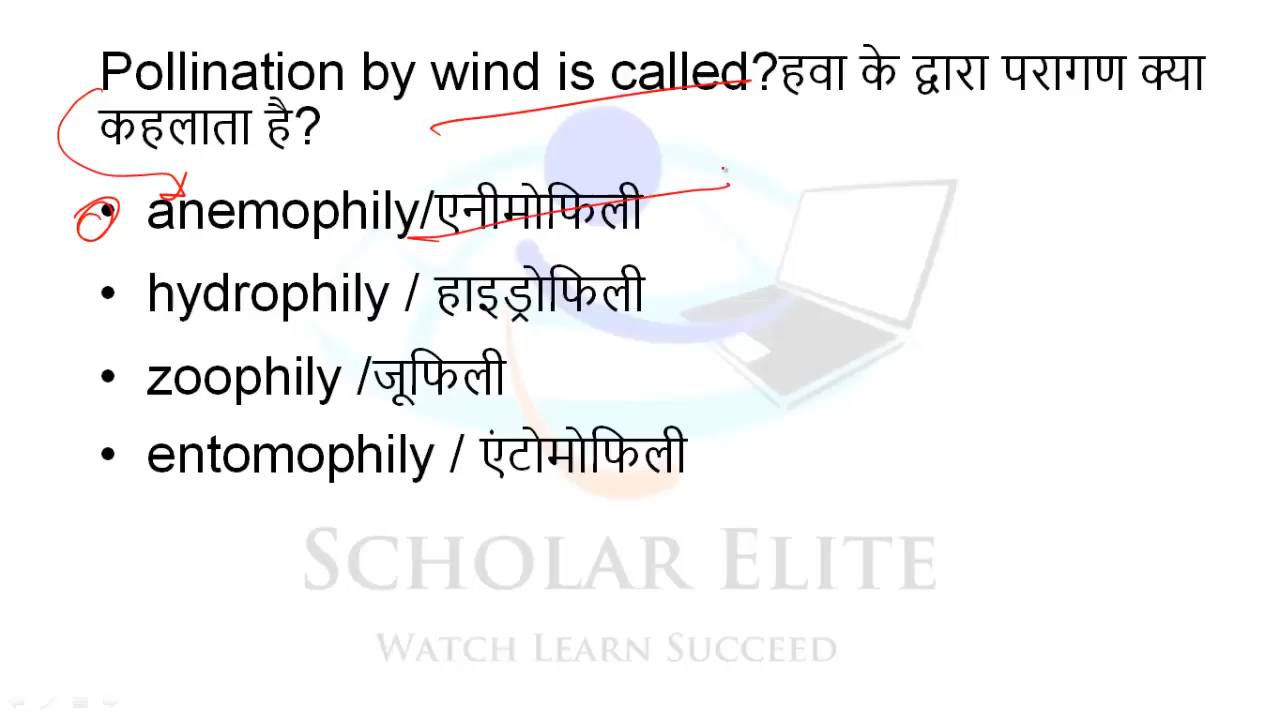 Pollination by wind is called?हवा के द्वारा परागण क्या
कहलाता है?
• anemophily/एनीमोफिली
• hydrophily / हाइड्रोफिली
• zoophily /जूफिली
• entomophily / एंटोमोफिली
SCHOLAR ELITE
WATCH LEARN SUCCEED